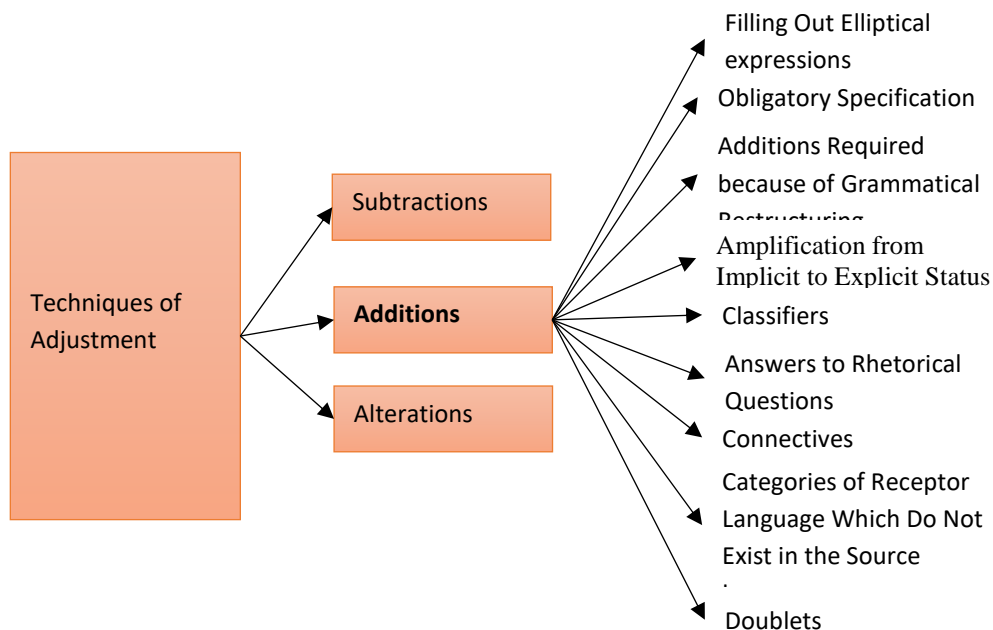 Techniques of
Adjustment
Subtractions
Additions
Alterations
Filling Out Elliptical
expressions
Obligatory Specification
Additions Required
because of Grammatical
Restructuring
Amplification from
Implicit to Explicit Status
Classifiers
Answers to Rhetorical
Questions
Connectives
Categories of Receptor
Language Which Do Not
Exist in the Source
Doublets